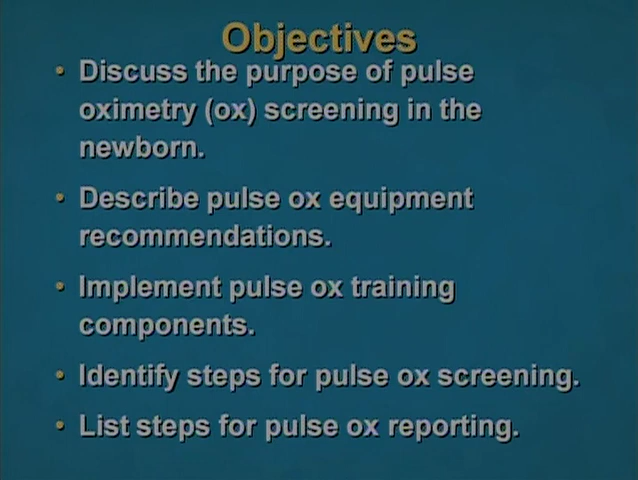 Objectives
• Discuss the purpose of pulse
oximetry (ox) screening in the
newborn.
• Describe pulse ox equipment
recommendations.
• Implement pulse ox training
components.
• Identify steps for pulse ox screening.
• List steps for pulse ox reporting.